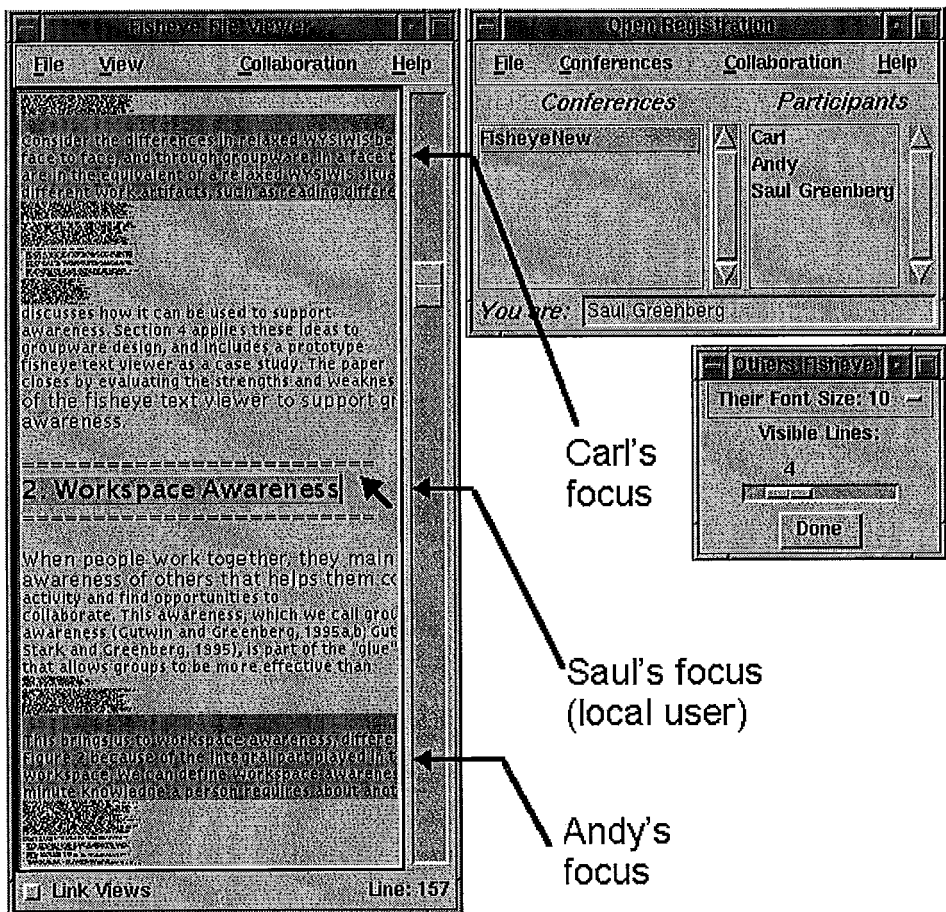 Fisheye File Viewer
File View Collaboration Help
Consider the differences in relaxed WYSIWIS be
face to face, and through groupware. In a face t
are in the equivalent of a relaxed WYSIWIS situa
different work artifacts, such as reading differe
discusses how it can be used to support
awareness. Section 4 applies these ideas to
groupware design, and includes a prototype
fisheye text viewer as a case study. The paper
closes by evaluating the strengths and weaknes
of the fisheye text viewer to support gr
awareness.
====================
2. Workspace Awareness
====================
When people work together, they main
awareness of others that helps them co
activity and find opportunities to
collaborate. This awareness, which we call grou
awareness (Gutwin and Greenberg, 1995a,b) Gut
Stark and Greenberg, 1995), is part of the "glue"
that allows groups to be more effective than
This brings us to workspace awareness, differe
Figure 2 because of the integral part played in t
workspace. We can define workspace awarenes
minute knowledge a person requires about anot
Link Views Line: 157
Open Registration
File Conferences Collaboration Help
Conferences Participants
FisheyeNew
Carl
Andy
Saul Greenberg
You are: Saul Greenberg
Others(Fisheye)
Their Font Size: 10
Visible Lines:
4
Done
Carl's
focus
Saul's focus
(local user)
Andy's
focus